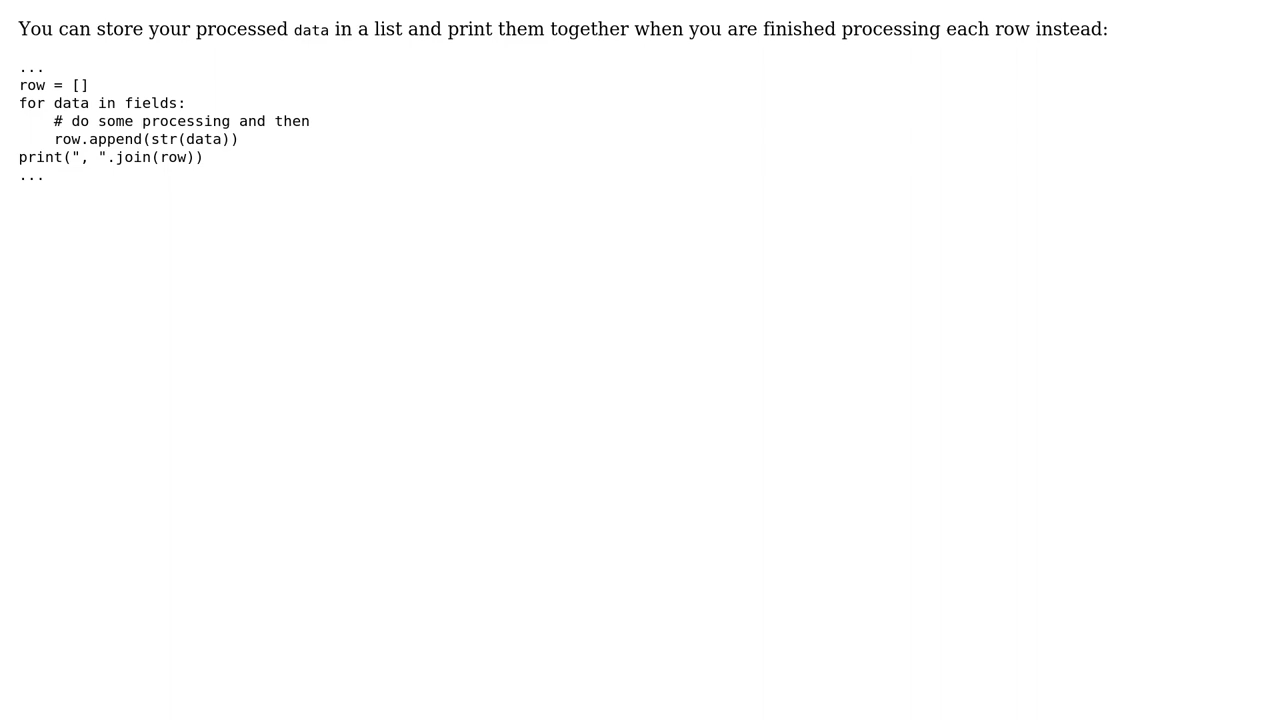 You can store your processed data in a list and print them together when you are finished processing each row instead:
...
row = []
for data in fields:
    # do some processing and then
    row.append(str(data))
print(", ".join(row))
...